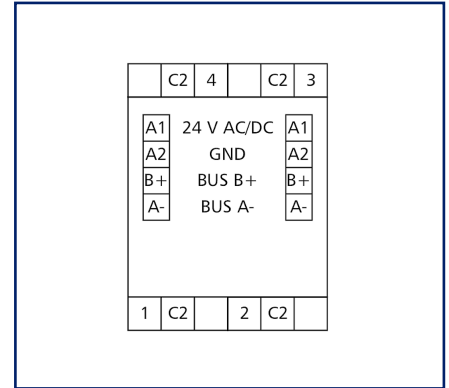 C2 4 C2 3
A1 24 V AC/DC A1
A2 GND A2
B+ BUS B+ B+
A- BUS A- A-
1 C2 2 C2